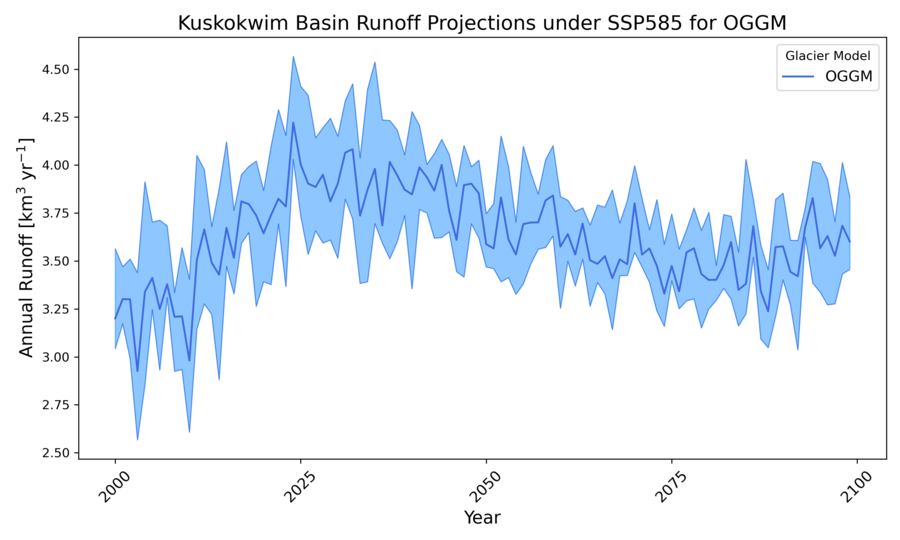 Kuskokwim Basin Runoff Projections under SSP585 for OGGM
Glacier Model
OGGM
Annual Runoff [km³ yr⁻¹]
4.50
4.25
4.00
3.75
3.50
3.25
3.00
2.75
2.50
2000
2025
2050
2075
2100
Year